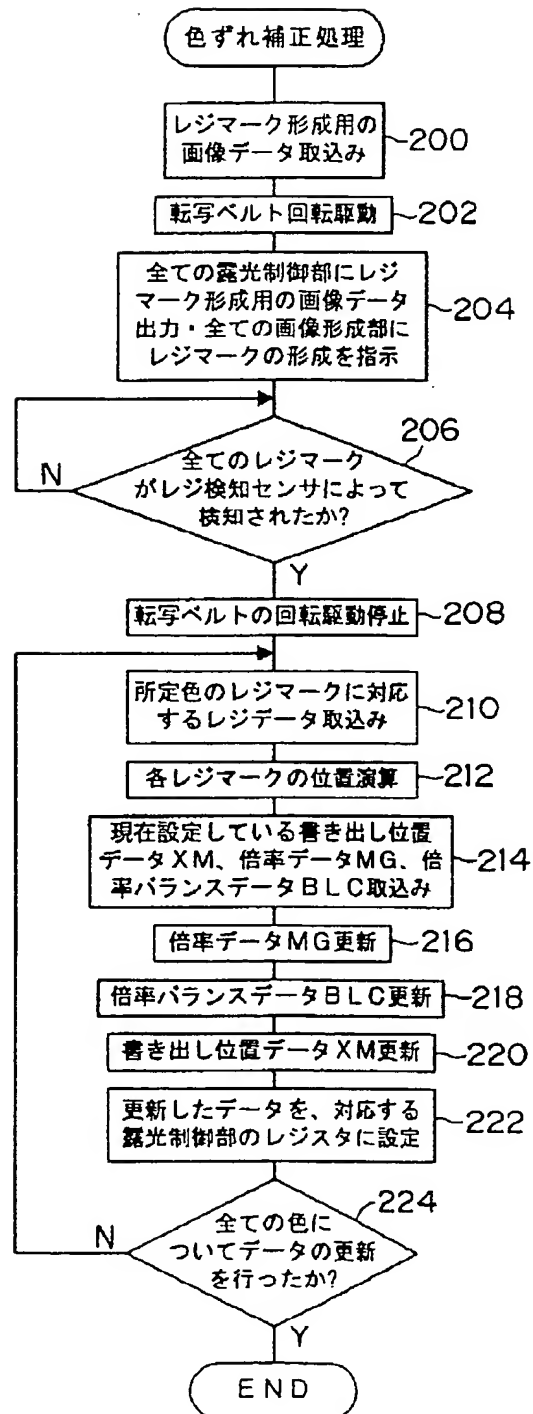 色ずれ補正処理
レジマーク形成用の
画像データ取込み
200
転写ベルト回転駆動
202
全ての露光制御部にレジ
マーク形成用の画像データ
出力・全ての画像形成部に
レジマークの形成を指示
204
206
全てのレジマーク
がレジ検知センサによって
検知されたか?
N
Y
転写ベルトの回転駆動停止
208
所定色のレジマークに対応
するレジデータ取込み
210
各レジマークの位置演算
212
現在設定している書き出し位置
データXM、倍率データMG、倍
率バランスデータBLC取込み
214
倍率データMG更新
216
倍率バランスデータBLC更新
218
書き出し位置データXM更新
220
更新したデータを、対応する
露光制御部のレジスタに設定
222
224
全ての色に
ついてデータの更新
を行ったか?
N
Y
END